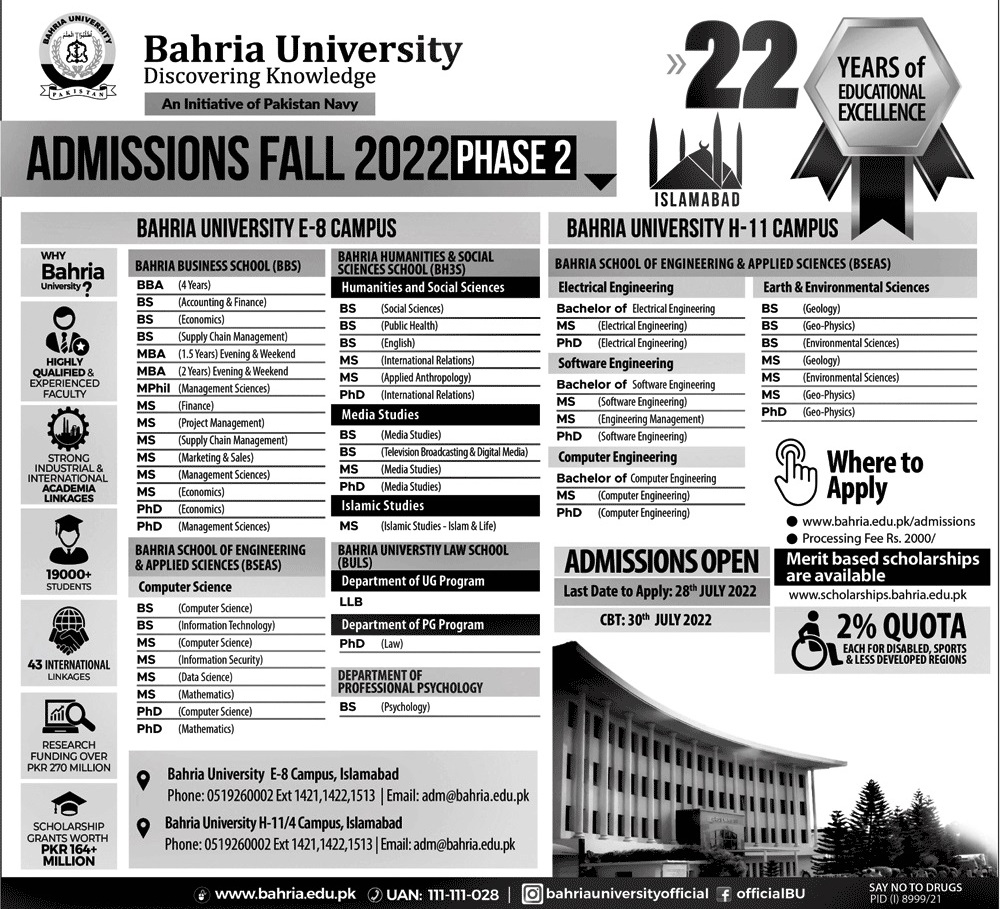 BAHRIA UNIVERSITY
PAKISTAN
Bahria University
Discovering Knowledge
An Initiative of Pakistan Navy
22
YEARS of
EDUCATIONAL
EXCELLENCE
ISLAMABAD
ADMISSIONS FALL 2022 PHASE 2
BAHRIA UNIVERSITY E-8 CAMPUS
WHY
Bahria
University?
HIGHLY
QUALIFIED &
EXPERIENCED
FACULTY
STRONG
INDUSTRIAL &
INTERNATIONAL
ACADEMIA
LINKAGES
19000+
STUDENTS
43 INTERNATIONAL
LINKAGES
RESEARCH
FUNDING OVER
PKR 270 MILLION
SCHOLARSHIP
GRANTS WORTH
PKR 164+
MILLION
BAHRIA BUSINESS SCHOOL (BBS)
BBA (4 Years)
BS (Accounting & Finance)
BS (Economics)
BS (Supply Chain Management)
MBA (1.5 Years) Evening & Weekend
MBA (2 Years) Evening & Weekend
MPhil (Management Sciences)
MS (Finance)
MS (Project Management)
MS (Supply Chain Management)
MS (Marketing & Sales)
MS (Management Sciences)
MS (Economics)
PhD (Economics)
PhD (Management Sciences)
BAHRIA SCHOOL OF ENGINEERING
& APPLIED SCIENCES (BSEAS)
Computer Science
BS (Computer Science)
BS (Information Technology)
MS (Computer Science)
MS (Information Security)
MS (Data Science)
MS (Mathematics)
PhD (Computer Science)
PhD (Mathematics)
BAHRIA HUMANITIES & SOCIAL
SCIENCES SCHOOL (BH3S)
Humanities and Social Sciences
BS (Social Sciences)
BS (Public Health)
BS (English)
MS (International Relations)
MS (Applied Anthropology)
PhD (International Relations)
Media Studies
BS (Media Studies)
BS (Television Broadcasting & Digital Media)
MS (Media Studies)
PhD (Media Studies)
Islamic Studies
MS (Islamic Studies - Islam & Life)
BAHRIA UNIVERSTIY LAW SCHOOL
(BULS)
Department of UG Program
LLB
Department of PG Program
PhD (Law)
DEPARTMENT OF
PROFESSIONAL PSYCHOLOGY
BS (Psychology)
BAHRIA UNIVERSITY H-11 CAMPUS
BAHRIA SCHOOL OF ENGINEERING & APPLIED SCIENCES (BSEAS)
Electrical Engineering
Bachelor of Electrical Engineering
MS (Electrical Engineering)
PhD (Electrical Engineering)
Software Engineering
Bachelor of Software Engineering
MS (Software Engineering)
MS (Engineering Management)
PhD (Software Engineering)
Computer Engineering
Bachelor of Computer Engineering
MS (Computer Engineering)
PhD (Computer Engineering)
Earth & Environmental Sciences
BS (Geology)
BS (Geo-Physics)
BS (Environmental Sciences)
MS (Geology)
MS (Environmental Sciences)
MS (Geo-Physics)
PhD (Geo-Physics)
Where to
Apply
www.bahria.edu.pk/admissions
Processing Fee Rs. 2000/
ADMISSIONS OPEN
Last Date to Apply: 28th JULY 2022
CBT: 30th JULY 2022
Merit based scholarships
are available
www.scholarships.bahria.edu.pk
2% QUOTA
EACH FOR DISABLED, SPORTS
& LESS DEVELOPED REGIONS
Bahria University E-8 Campus, Islamabad
Phone: 0519260002 Ext 1421,1422,1513 | Email: adm@bahria.edu.pk
Bahria University H-11/4 Campus, Islamabad
Phone: 0519260002 Ext 1421,1422,1513 | Email: adm@bahria.edu.pk
www.bahria.edu.pk UAN: 111-111-028 | bahriauniversityofficial officialBU
SAY NO TO DRUGS
PID (I) 8999/21